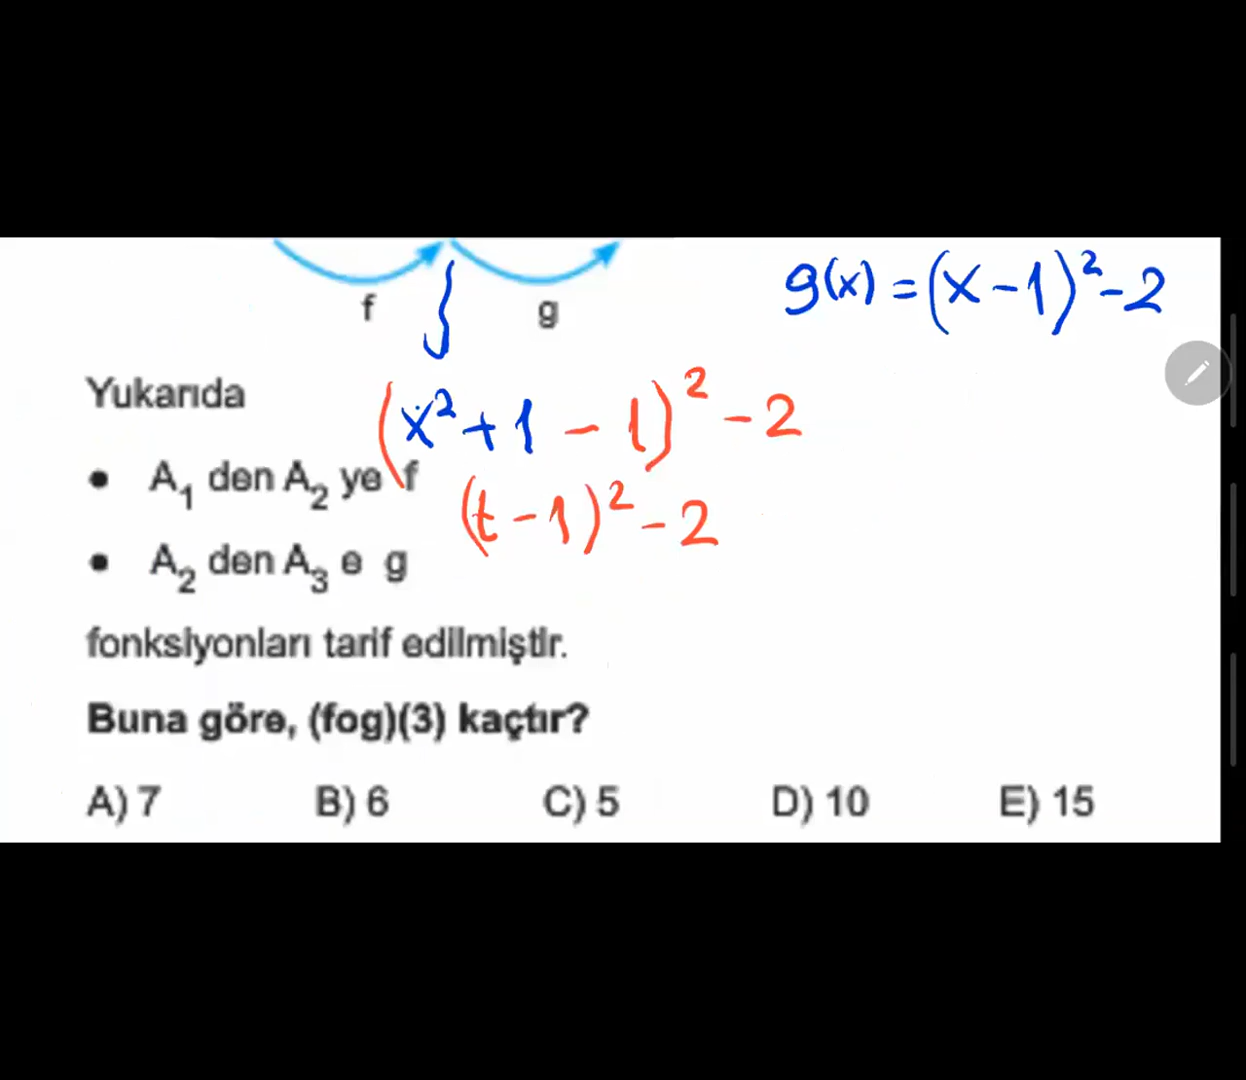 f g
g(x) = (x - 1)² - 2
Yukarıda
(x² + 1 - 1)² - 2
• A₁ den A₂ ye f
(t - 1)² - 2
• A₂ den A₃ e g
fonksiyonları tarif edilmiştir.
Buna göre, (fog)(3) kaçtır?
A) 7 B) 6 C) 5 D) 10 E) 15